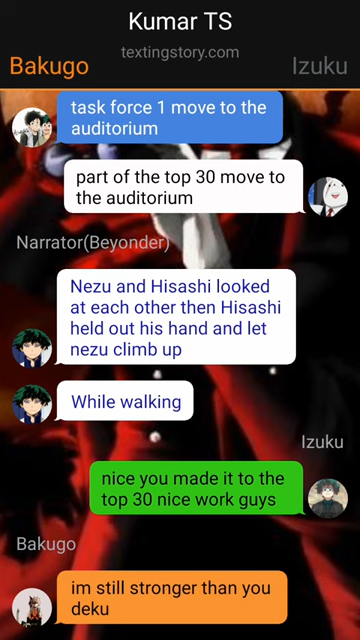 Kumar TS
textingstory.com
Bakugo
Izuku
task force 1 move to the
auditorium
part of the top 30 move to
the auditorium
Narrator(Beyonder)
Nezu and Hisashi looked
at each other then Hisashi
held out his hand and let
nezu climb up
While walking
Izuku
nice you made it to the
top 30 nice work guys
Bakugo
im still stronger than you
deku